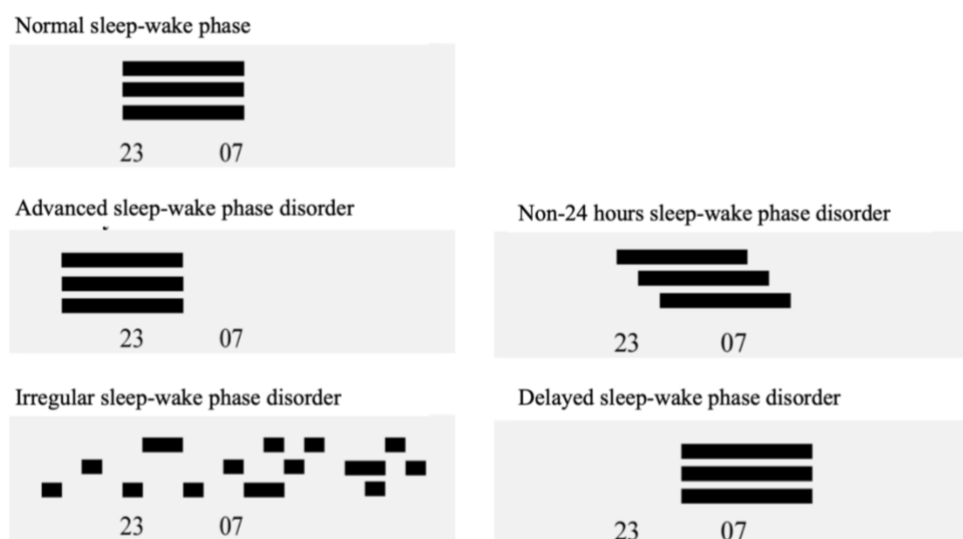 Normal sleep-wake phase
23 07
Advanced sleep-wake phase disorder
23 07
Non-24 hours sleep-wake phase disorder
23 07
Irregular sleep-wake phase disorder
23 07
Delayed sleep-wake phase disorder
23 07